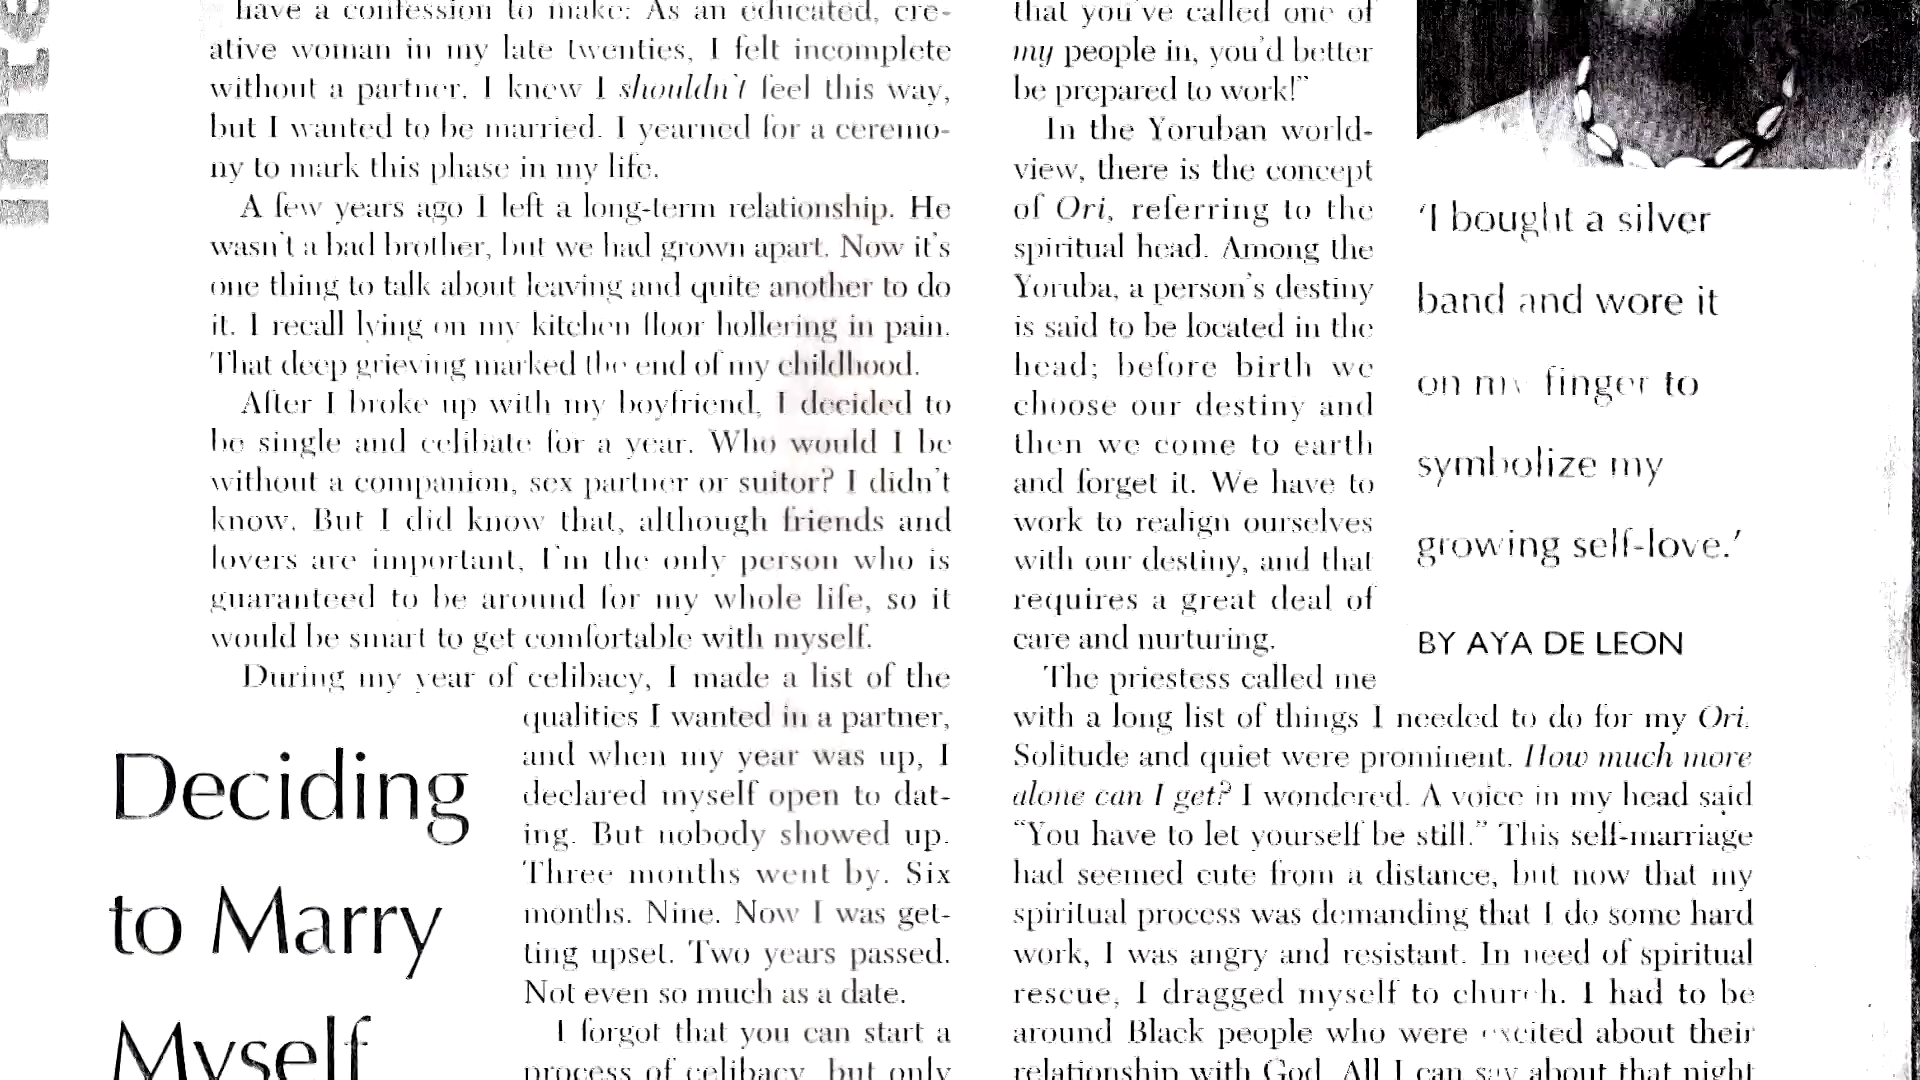 have a confession to make: As an educated, cre-
ative woman in my late twenties, I felt incomplete
without a partner. I knew I shouldn't feel this way,
but I wanted to be married. I yearned for a ceremo-
ny to mark this phase in my life.
A few years ago I left a long-term relationship. He
wasn't a bad brother, but we had grown apart. Now it's
one thing to talk about leaving and quite another to do
it. I recall lying on my kitchen floor hollering in pain.
That deep grieving marked the end of my childhood.
After I broke up with my boyfriend, I decided to
be single and celibate for a year. Who would I be
without a companion, sex partner or suitor? I didn't
know. But I did know that, although friends and
lovers are important, I'm the only person who is
guaranteed to be around for my whole life, so it
would be smart to get comfortable with myself.
During my year of celibacy, I made a list of the
qualities I wanted in a partner,
and when my year was up, I
declared myself open to dat-
ing. But nobody showed up.
Three months went by. Six
months. Nine. Now I was get-
ting upset. Two years passed.
Not even so much as a date.
I forgot that you can start a
process of celibacy, but only
Deciding
to Marry
Myself
that you've called one of
my people in, you'd better
be prepared to work!"
In the Yoruban world-
view, there is the concept
of Ori, referring to the
spiritual head. Among the
Yoruba, a person's destiny
is said to be located in the
head; before birth we
choose our destiny and
then we come to earth
and forget it. We have to
work to realign ourselves
with our destiny, and that
requires a great deal of
care and nurturing.
The priestess called me
with a long list of things I needed to do for my Ori.
Solitude and quiet were prominent. How much more
alone can I get? I wondered. A voice in my head said
"You have to let yourself be still." This self-marriage
had seemed cute from a distance, but now that my
spiritual process was demanding that I do some hard
work, I was angry and resistant. In need of spiritual
rescue, I dragged myself to church. I had to be
around Black people who were excited about their
relationship with God. All I can say about that night
'I bought a silver
band and wore it
on my finger to
symbolize my
growing self-love.'
BY AYA DE LEON